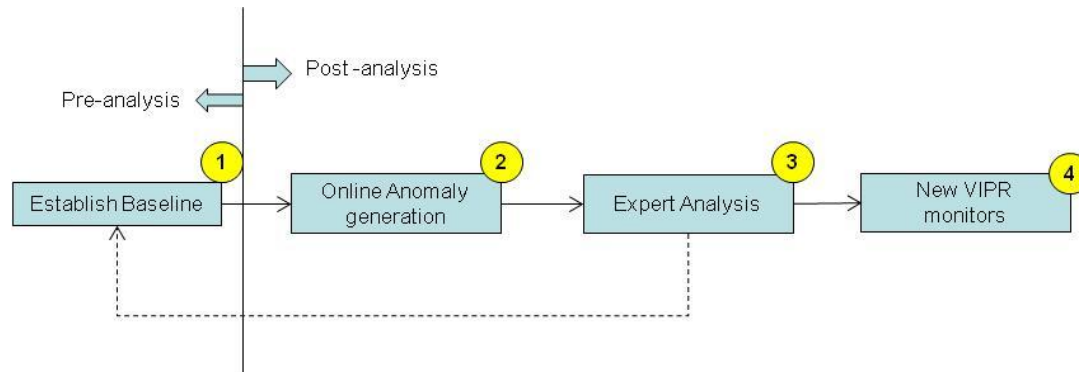 Post -analysis
Pre-analysis
1
Establish Baseline
2
Online Anomaly
generation
3
Expert Analysis
4
New VIPR
monitors